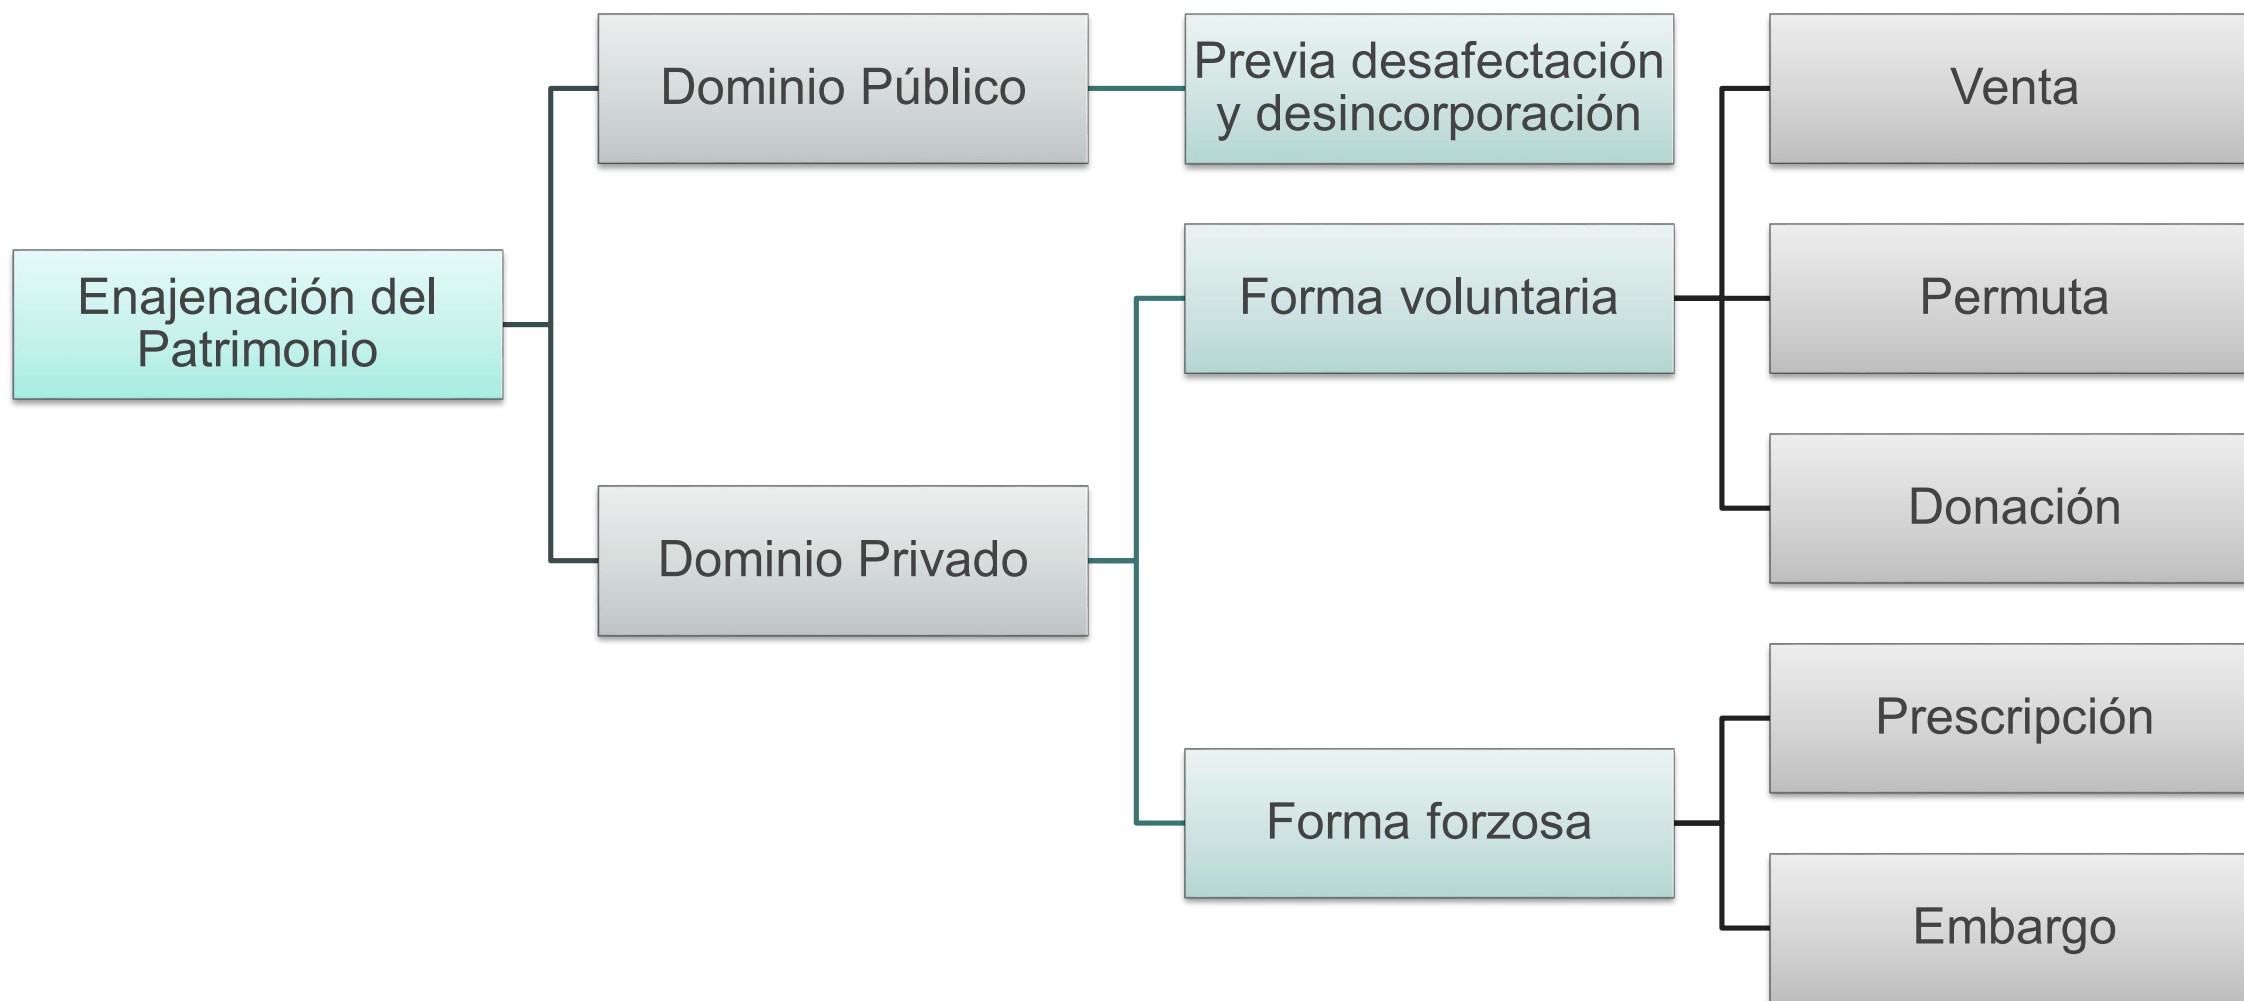 Enajenación del
Patrimonio
Dominio Público
Previa desafectación
y desincorporación
Dominio Privado
Forma voluntaria
Venta
Permuta
Donación
Forma forzosa
Prescripción
Embargo